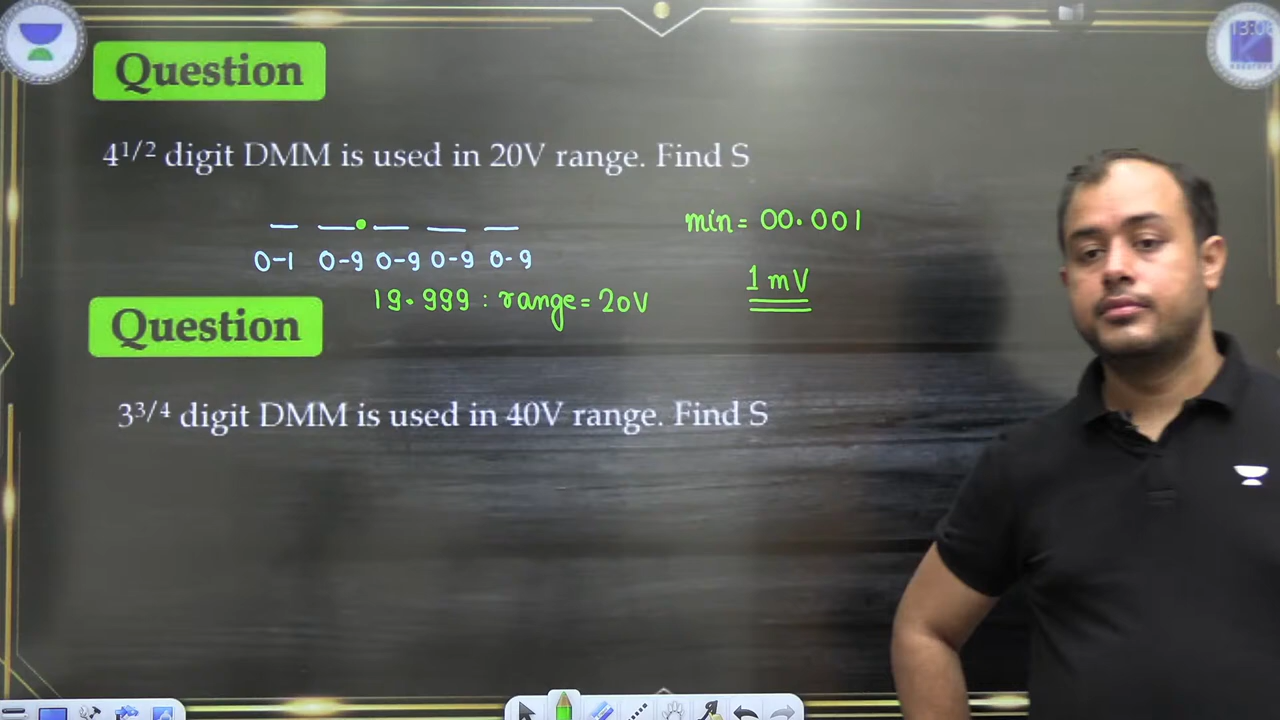 Question
4 1/2 digit DMM is used in 20V range. Find S
min = 00.001
0-1 0-9 0-9 0-9 0-9
1 mV
19.999 : range = 20V
Question
3 3/4 digit DMM is used in 40V range. Find S